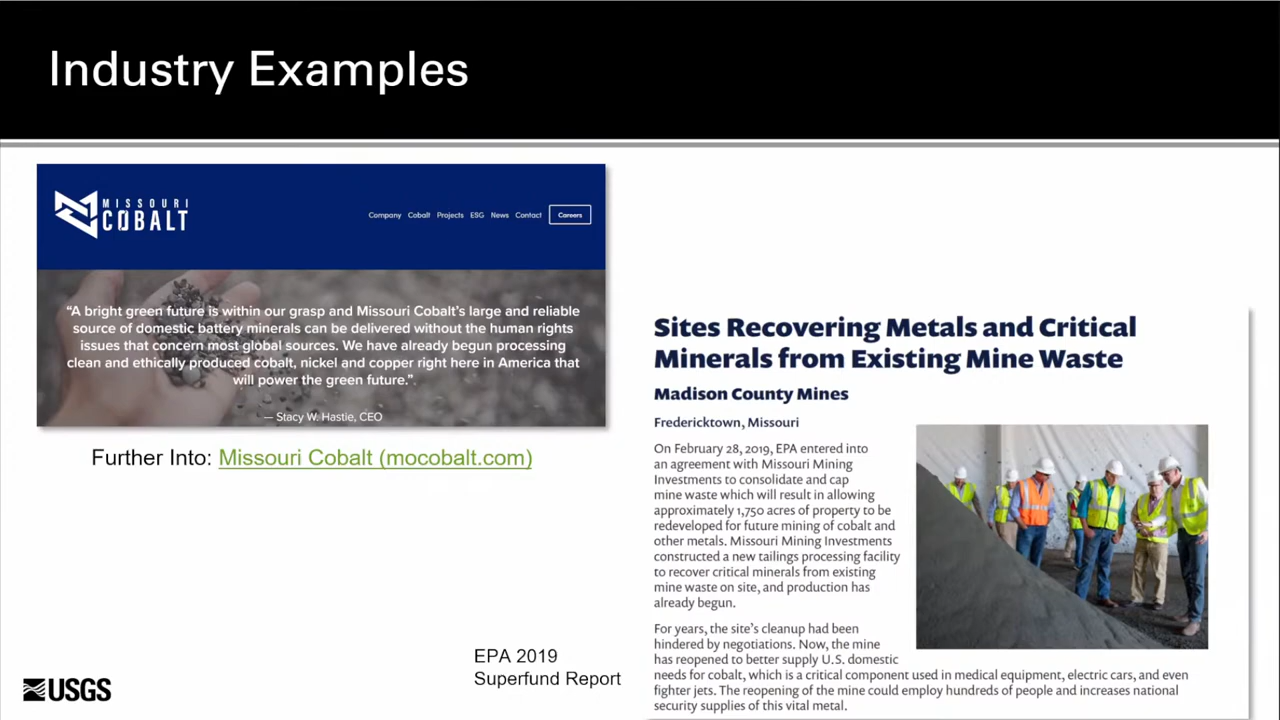 Industry Examples
MISSOURI
COBALT
Company Cobalt Projects ESG News Contact Careers
“A bright green future is within our grasp and Missouri Cobalt’s large and reliable
source of domestic battery minerals can be delivered without the human rights
issues that concern most global sources. We have already begun processing
clean and ethically produced cobalt, nickel and copper right here in America that
will power the green future.”
— Stacy W. Hastie, CEO
Further Into: Missouri Cobalt (mocobalt.com)
Sites Recovering Metals and Critical
Minerals from Existing Mine Waste
Madison County Mines
Fredericktown, Missouri
On February 28, 2019, EPA entered into
an agreement with Missouri Mining
Investments to consolidate and cap
mine waste which will result in allowing
approximately 1,750 acres of property to be
redeveloped for future mining of cobalt and
other metals. Missouri Mining Investments
constructed a new tailings processing facility
to recover critical minerals from existing
mine waste on site, and production has
already begun.
For years, the site’s cleanup had been
hindered by negotiations. Now, the mine
has reopened to better supply U.S. domestic
needs for cobalt, which is a critical component used in medical equipment, electric cars, and even
fighter jets. The reopening of the mine could employ hundreds of people and increases national
security supplies of this vital metal.
EPA 2019
Superfund Report
USGS